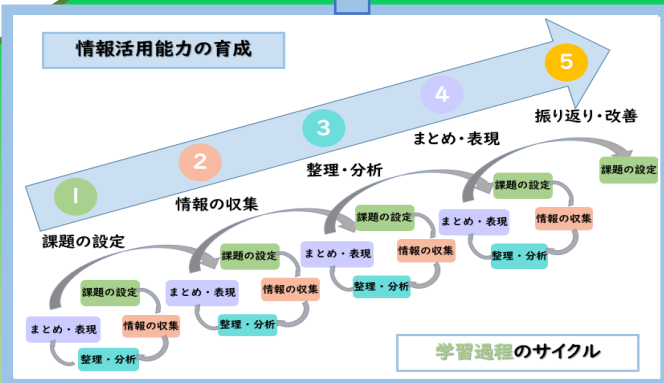 情報活用能力の育成
1
課題の設定
2
情報の収集
3
整理・分析
4
まとめ・表現
5
振り返り・改善
課題の設定
情報の収集
整理・分析
まとめ・表現
課題の設定
情報の収集
整理・分析
まとめ・表現
課題の設定
情報の収集
整理・分析
まとめ・表現
課題の設定
情報の収集
整理・分析
まとめ・表現
課題の設定
学習過程のサイクル